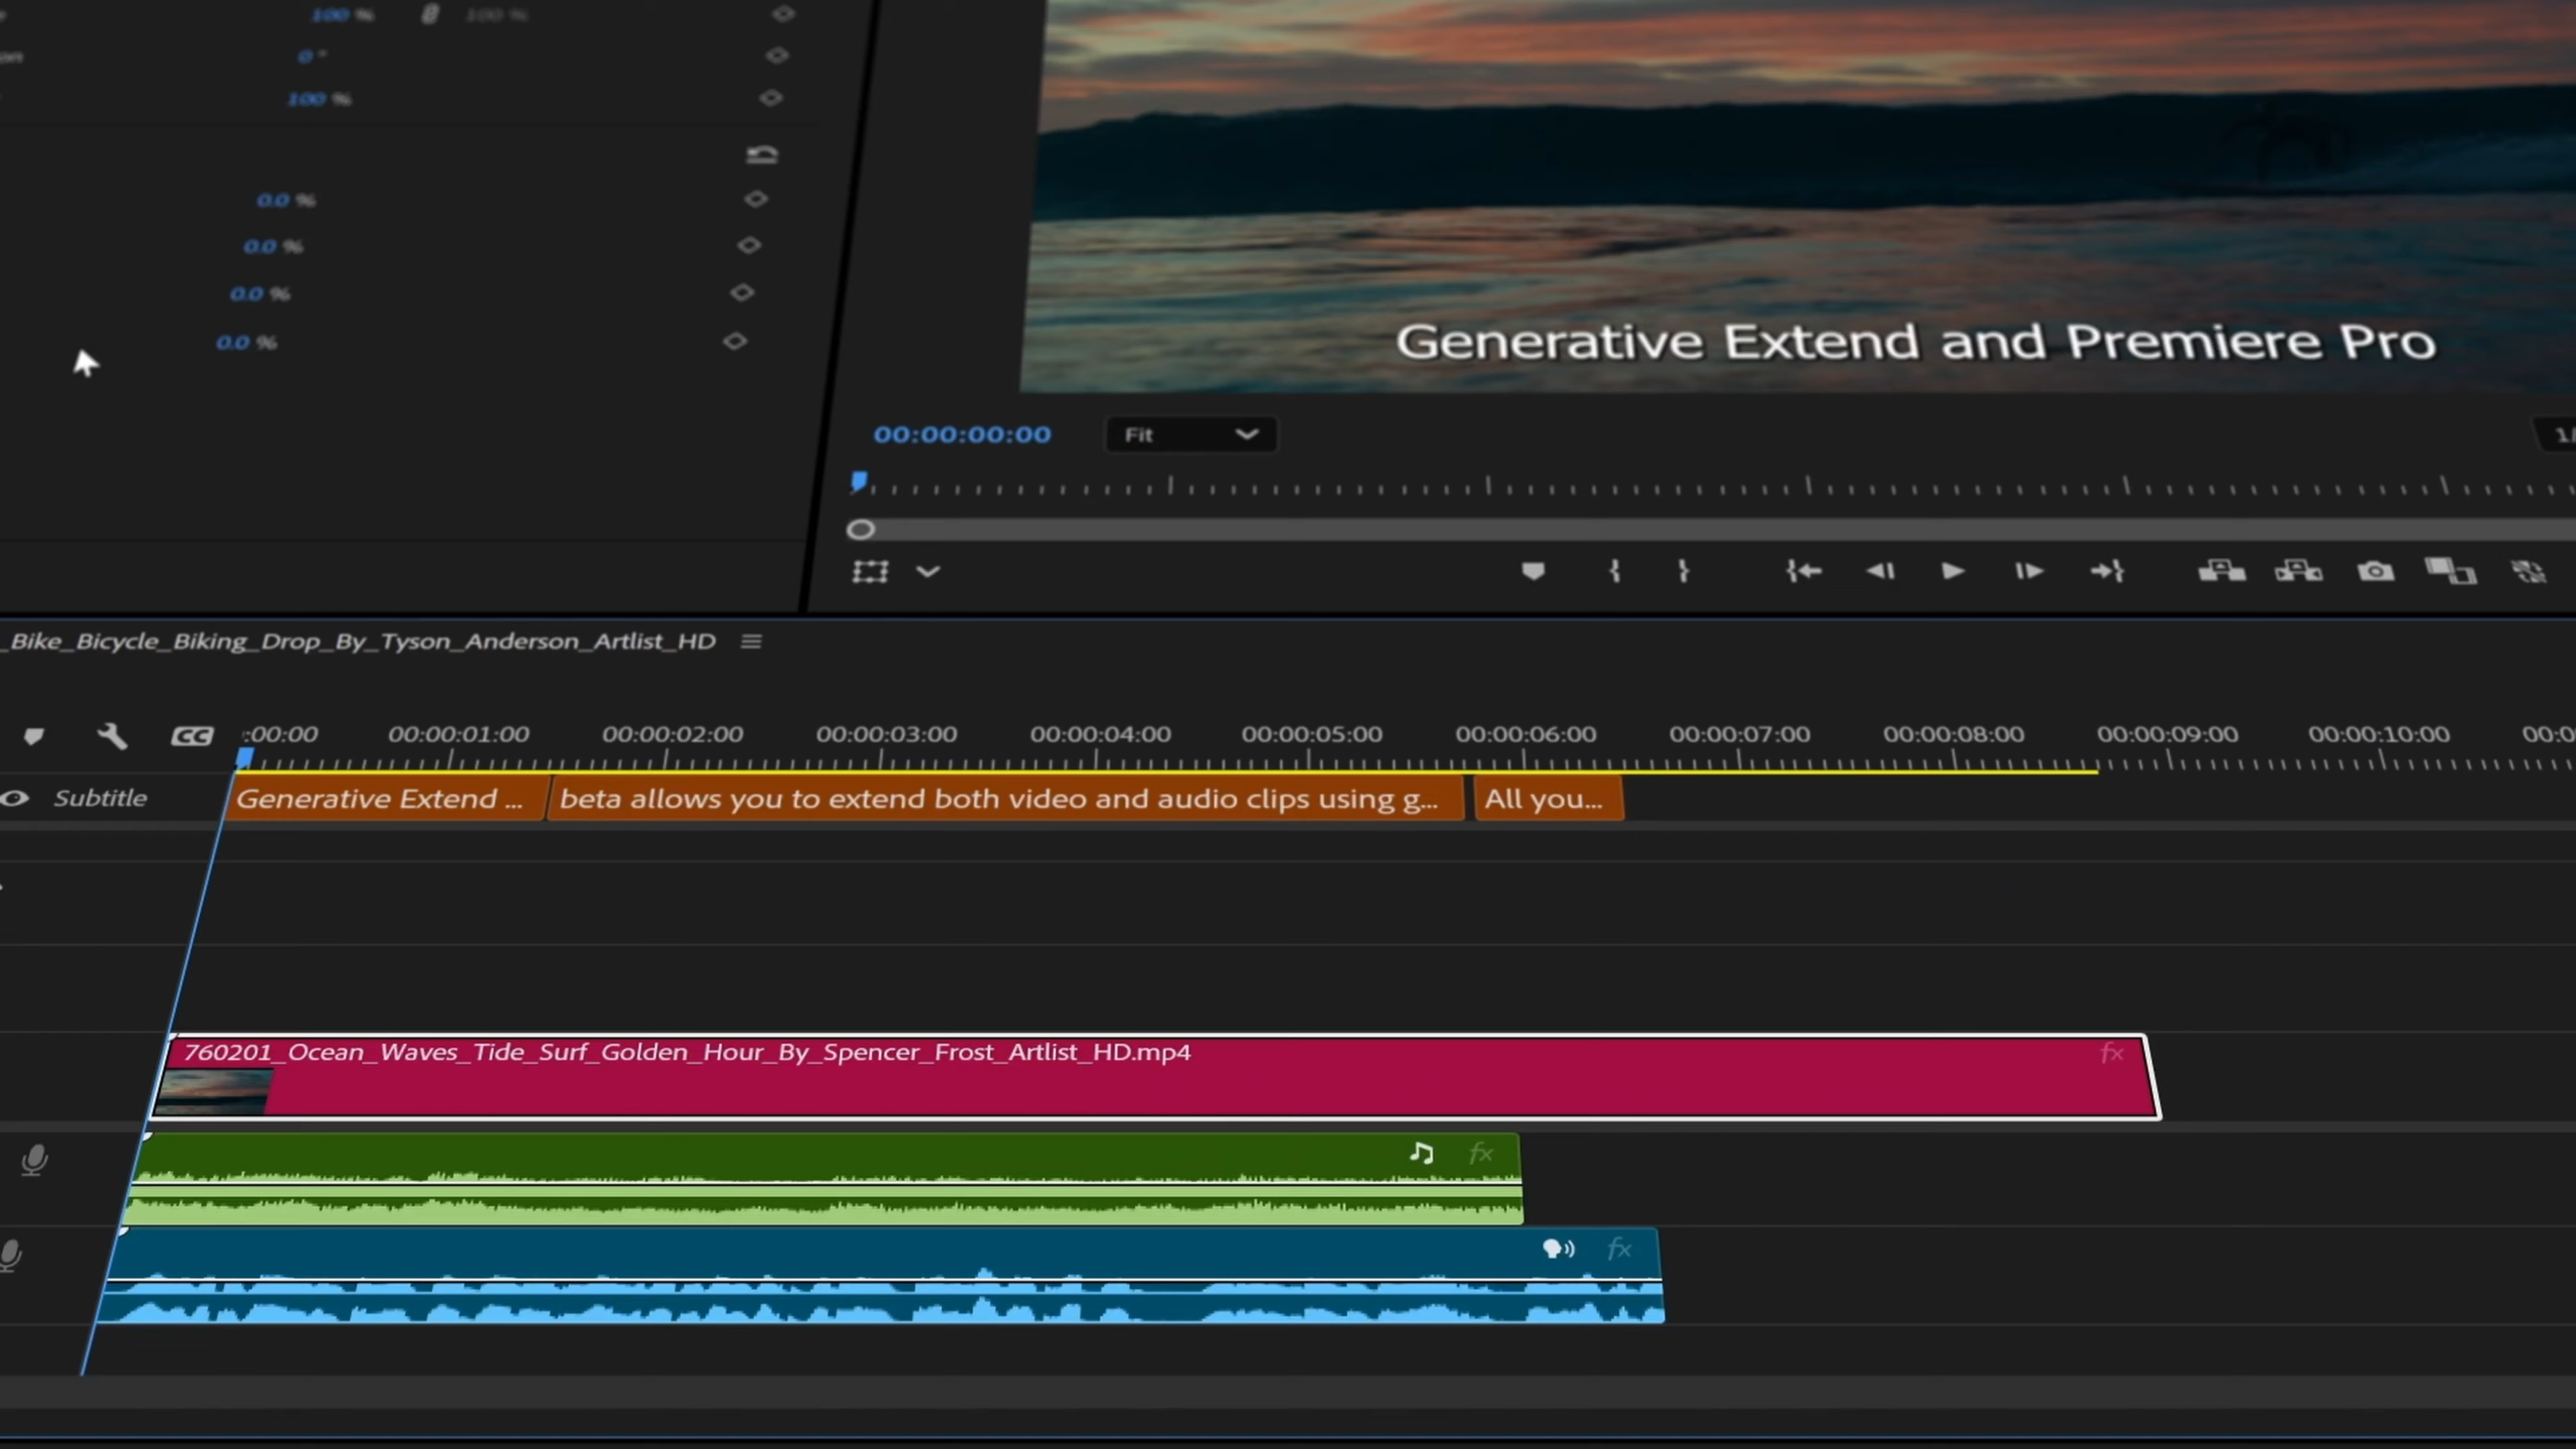 100 % 100 %
0 °
100 %
0.0 %
0.0 %
0.0 %
0.0 %
Generative Extend and Premiere Pro
00:00:00:00 Fit
_Bike_Bicycle_Biking_Drop_By_Tyson_Anderson_Artlist_HD
CC :00:00 00:00:01:00 00:00:02:00 00:00:03:00 00:00:04:00 00:00:05:00 00:00:06:00 00:00:07:00 00:00:08:00 00:00:09:00 00:00:10:00
Subtitle Generative Extend ... beta allows you to extend both video and audio clips using g... All you...
760201_Ocean_Waves_Tide_Surf_Golden_Hour_By_Spencer_Frost_Artlist_HD.mp4 fx
fx
fx